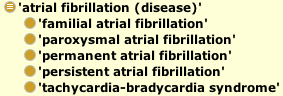 'atrial fibrillation (disease)'
'familial atrial fibrillation'
'paroxysmal atrial fibrillation'
'permanent atrial fibrillation'
'persistent atrial fibrillation'
'tachycardia-bradycardia syndrome'